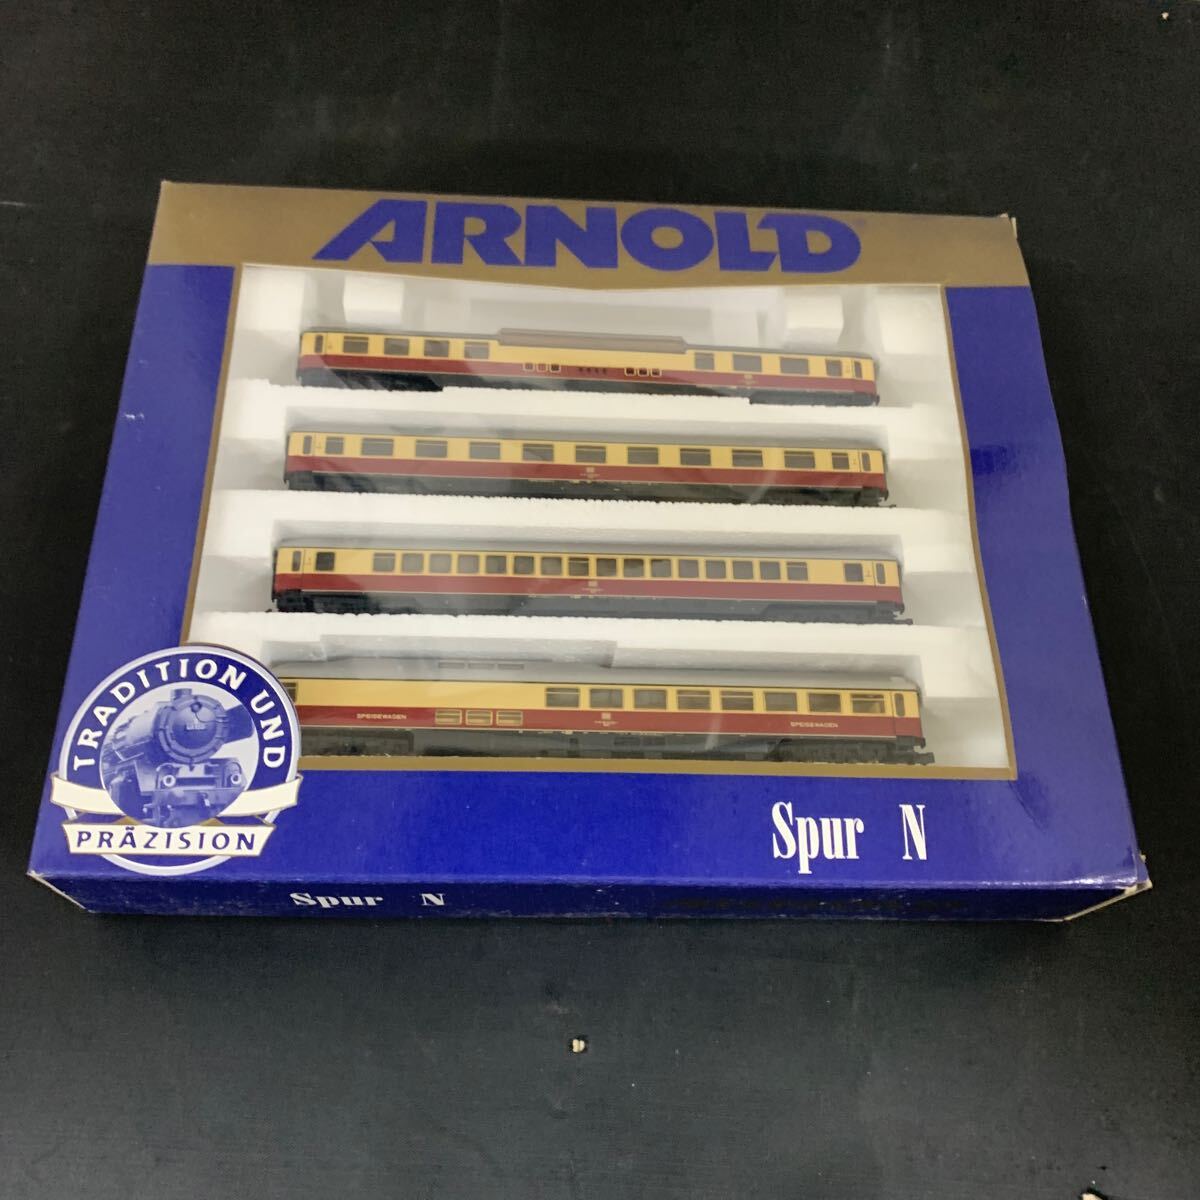 ARNOLD
SPEISEWAGEN
SPEISEWAGEN
TRADITION UND
PRÄZISION
Spur N
Spur N